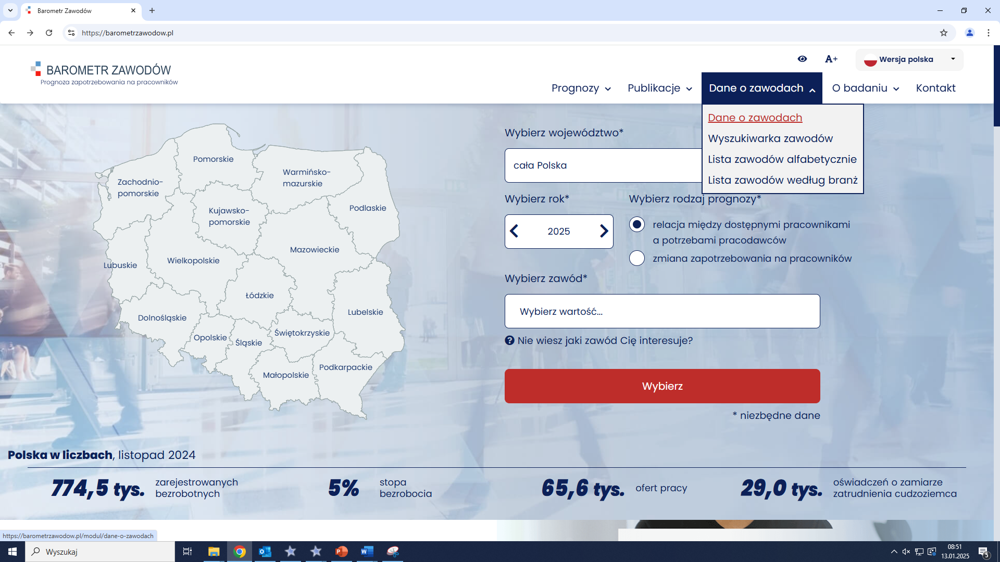 Barometr Zawodów
https://barometrzawodow.pl
A+
Wersja polska
BAROMETR ZAWODÓW
Prognoza zapotrzebowania na pracowników
Prognozy
Publikacje
Dane o zawodach
O badaniu
Kontakt
Dane o zawodach
Wyszukiwarka zawodów
Lista zawodów alfabetycznie
Lista zawodów według branż
Pomorskie
Warmińsko-
mazurskie
Zachodnio-
pomorskie
Podlaskie
Kujawsko-
pomorskie
Mazowieckie
Wielkopolskie
Lubuskie
Łódzkie
Lubelskie
Dolnośląskie
Świętokrzyskie
Opolskie
Śląskie
Podkarpackie
Małopolskie
Wybierz województwo*
cała Polska
Wybierz rok*
2025
Wybierz rodzaj prognozy*
relacja między dostępnymi pracownikami
a potrzebami pracodawców
zmiana zapotrzebowania na pracowników
Wybierz zawód*
Wybierz wartość...
? Nie wiesz jaki zawód Cię interesuje?
Wybierz
* niezbędne dane
Polska w liczbach, listopad 2024
774,5 tys.
zarejestrowanych
bezrobotnych
5%
stopa
bezrobocia
65,6 tys.
ofert pracy
29,0 tys.
oświadczeń o zamiarze
zatrudnienia cudzoziemca
https://barometrzawodow.pl/modul/dane-o-zawodach
Wyszukaj
08:51
13.01.2025
5